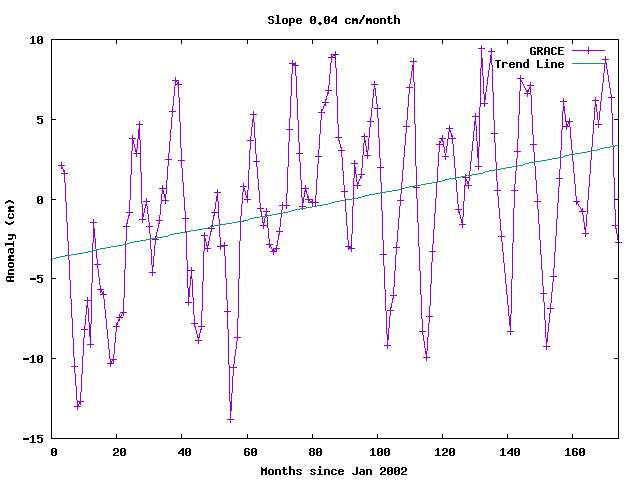 Slope 0.04 cm/month
GRACE
Trend Line
10
5
0
-5
-10
-15
Anomaly (cm)
0 20 40 60 80 100 120 140 160
Months since Jan 2002